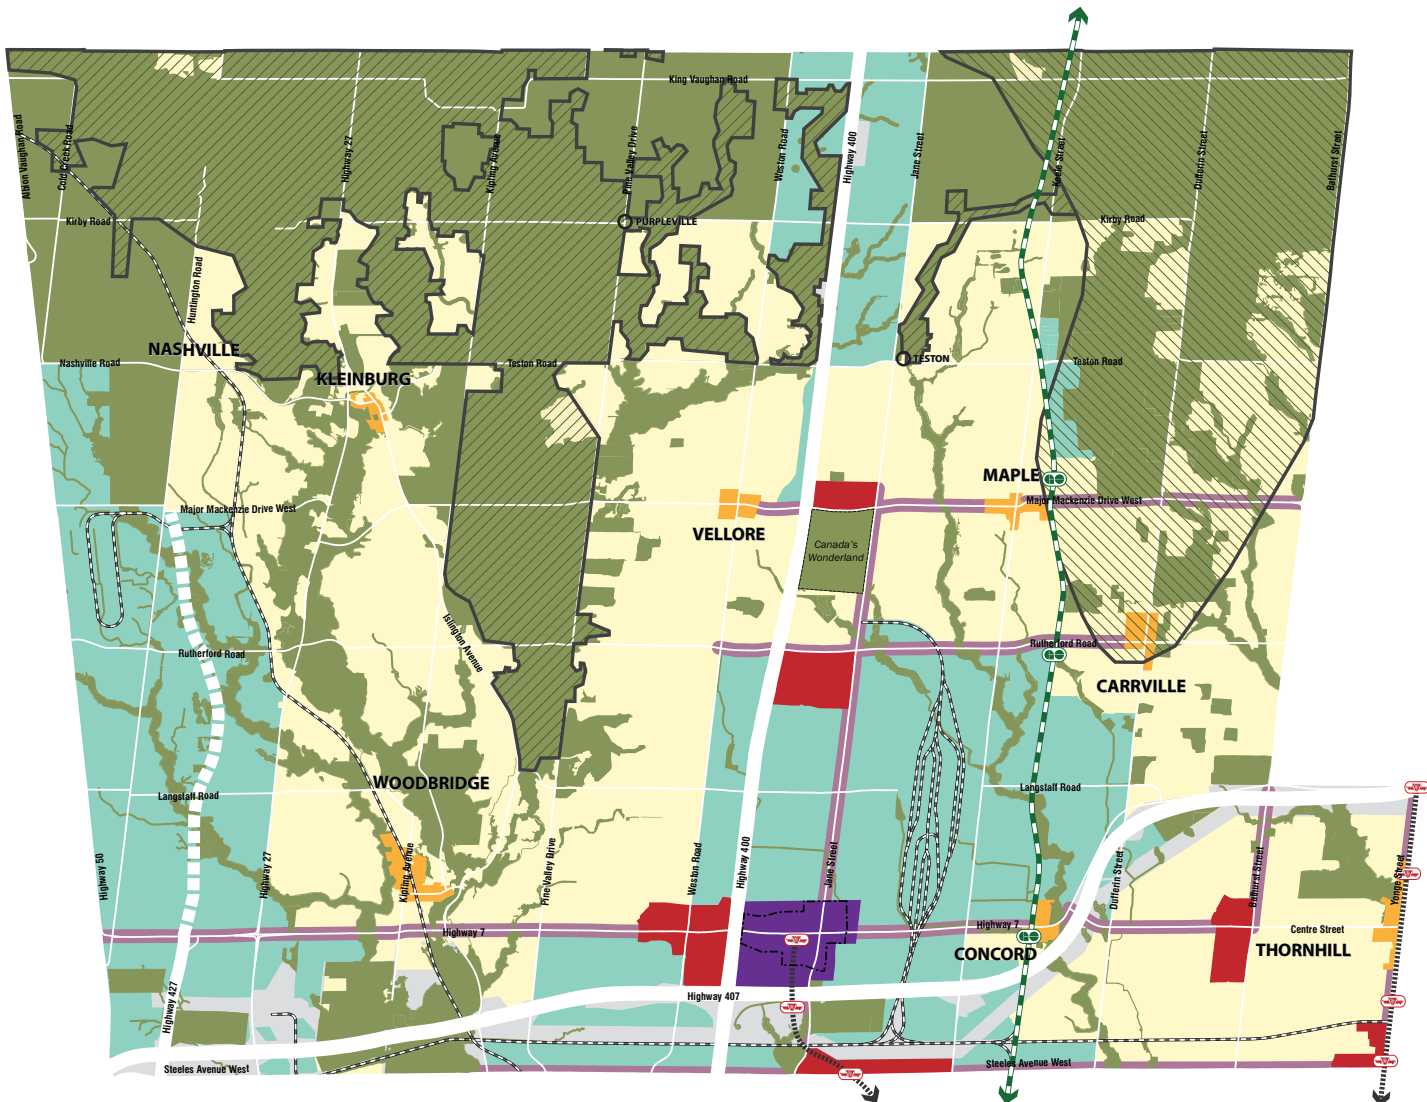 King Vaughan Road
Albion Vaughan Road
Cold Creek Road
Highway 27
Kipling Avenue
Pine Valley Drive
Weston Road
Highway 400
Jane Street
Keele Street
Dufferin Street
Bathurst Street
Kirby Road
PURPLEVILLE
Kirby Road
Huntington Road
NASHVILLE
Nashville Road
KLEINBURG
Teston Road
TESTON
Teston Road
MAPLE
Major Mackenzie Drive West
Major Mackenzie Drive West
VELLORE
Canada's
Wonderland
Islington Avenue
Rutherford Road
Rutherford Road
CARRVILLE
WOODBRIDGE
Langstaff Road
Langstaff Road
Highway 50
Highway 27
Kipling Avenue
Pine Valley Drive
Weston Road
Highway 400
Jane Street
Dufferin Street
Bathurst Street
Yonge Street
Highway 7
Highway 7
Centre Street
CONCORD
THORNHILL
Highway 427
Highway 407
Steeles Avenue West
Steeles Avenue West